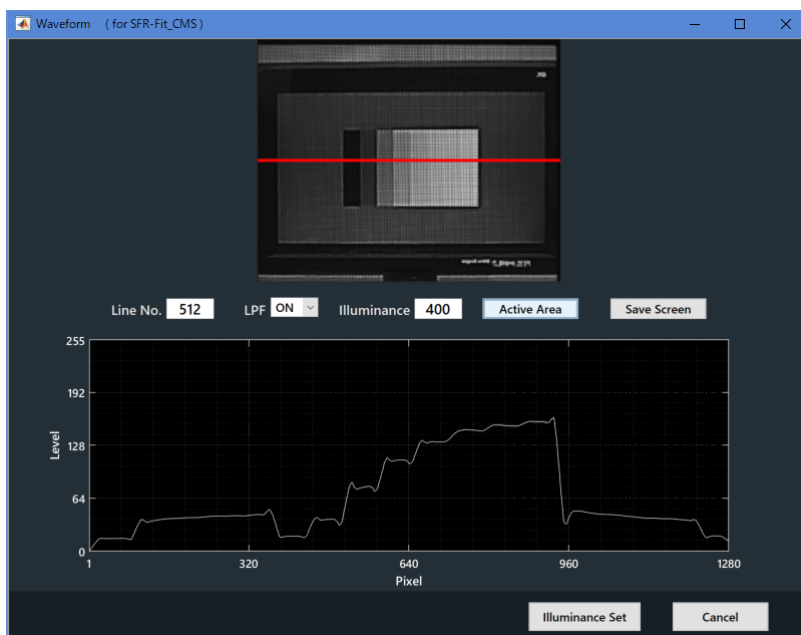 Waveform   ( for SFR-Fit_CMS )
Line No. 512 LPF ON Illuminance 400 Active Area Save Screen
255
192
128
64
0
Level
1 320 640 960 1280
Pixel
Illuminance Set Cancel